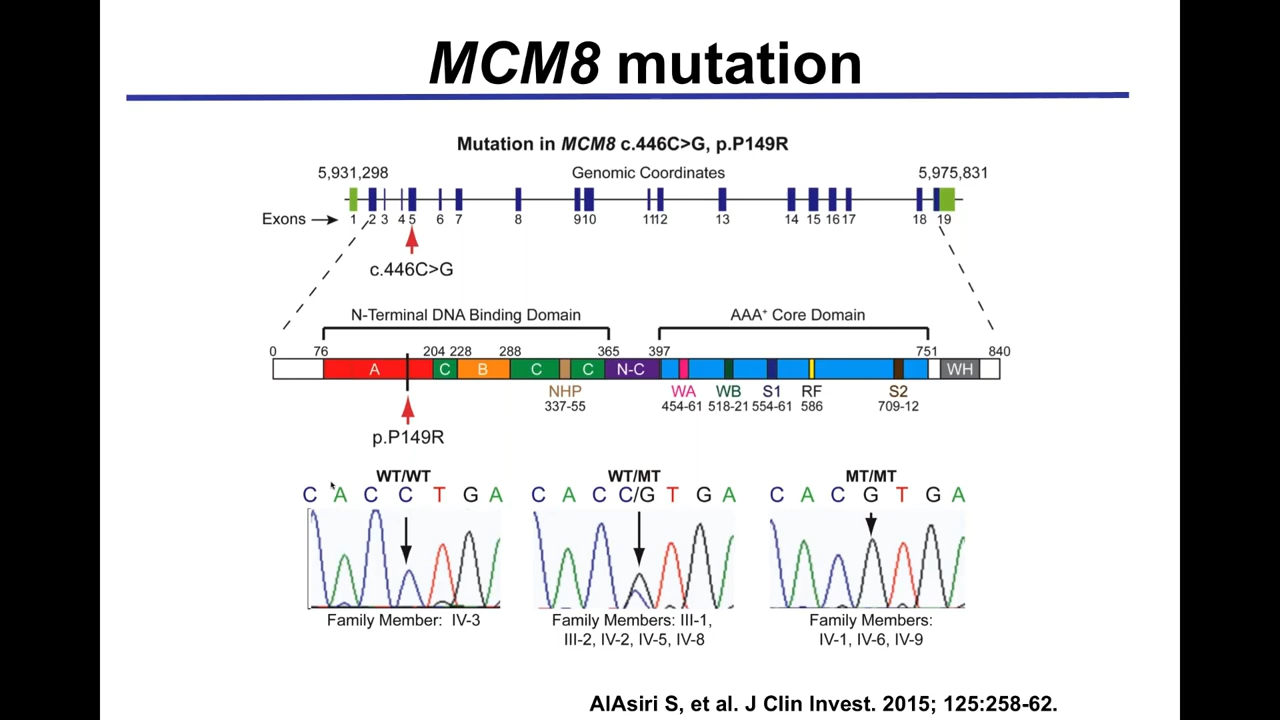 MCM8 mutation
Mutation in MCM8 c.446C>G, p.P149R
5,931,298 Genomic Coordinates 5,975,831
Exons 1 2 3 4 5 6 7 8 9 10 11 12 13 14 15 16 17 18 19
c.446C>G
N-Terminal DNA Binding Domain AAA+ Core Domain
0 76 204 228 288 365 397 751 840
A C B C C N-C WH
NHP WA WB S1 RF S2
337-55 454-61 518-21 554-61 586 709-12
p.P149R
WT/WT WT/MT MT/MT
C A C C T G A C A C C/G T G A C A C G T G A
Family Member: IV-3 Family Members: III-1, Family Members:
III-2, IV-2, IV-5, IV-8 IV-1, IV-6, IV-9
AlAsiri S, et al. J Clin Invest. 2015; 125:258-62.